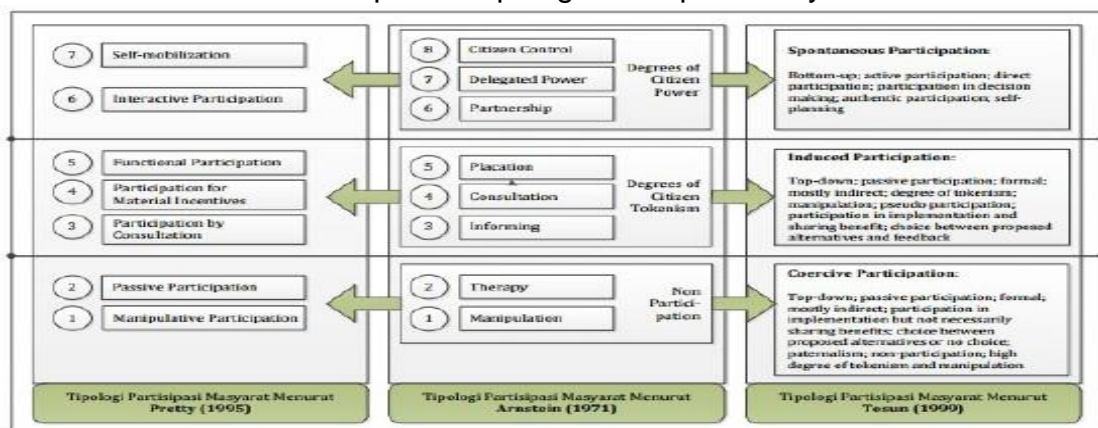 7 Self-mobilization
6 Interactive Participation
5 Functional Participation
4 Participation for
Material Incentives
3 Participation by
Consultation
2 Passive Participation
1 Manipulative Participation
Tipologi Partisipasi Masyarat Menurut
Pretty (1995)
8 Citizen Control
7 Delegated Power
6 Partnership
Degrees of
Citizen
Power
5 Placation
4 Consultation
3 Informing
Degrees of
Citizen
Tokenism
2 Therapy
1 Manipulation
Non
Partici-
pation
Tipologi Partisipasi Masyarat Menurut
Arnstein (1971)
Spontaneous Participation:
Bottom-up; active participation; direct
participation; participation in decision
making; authentic participation; self-
planning
Induced Participation:
Top-down; passive participation; formal;
mostly indirect; degree of tokenism;
manipulation; pseudo participation;
participation in implementation and
sharing benefit; choice between proposed
alternatives and feedback
Coercive Participation:
Top-down; passive participation; formal;
mostly indirect; participation in
implementation but not necessarily
sharing benefits; choice between
proposed alternatives or no choice;
paternalism; non-participation; high
degree of tokenism and manipulation
Tipologi Partisipasi Masyarat Menurut
Tosun (1999)